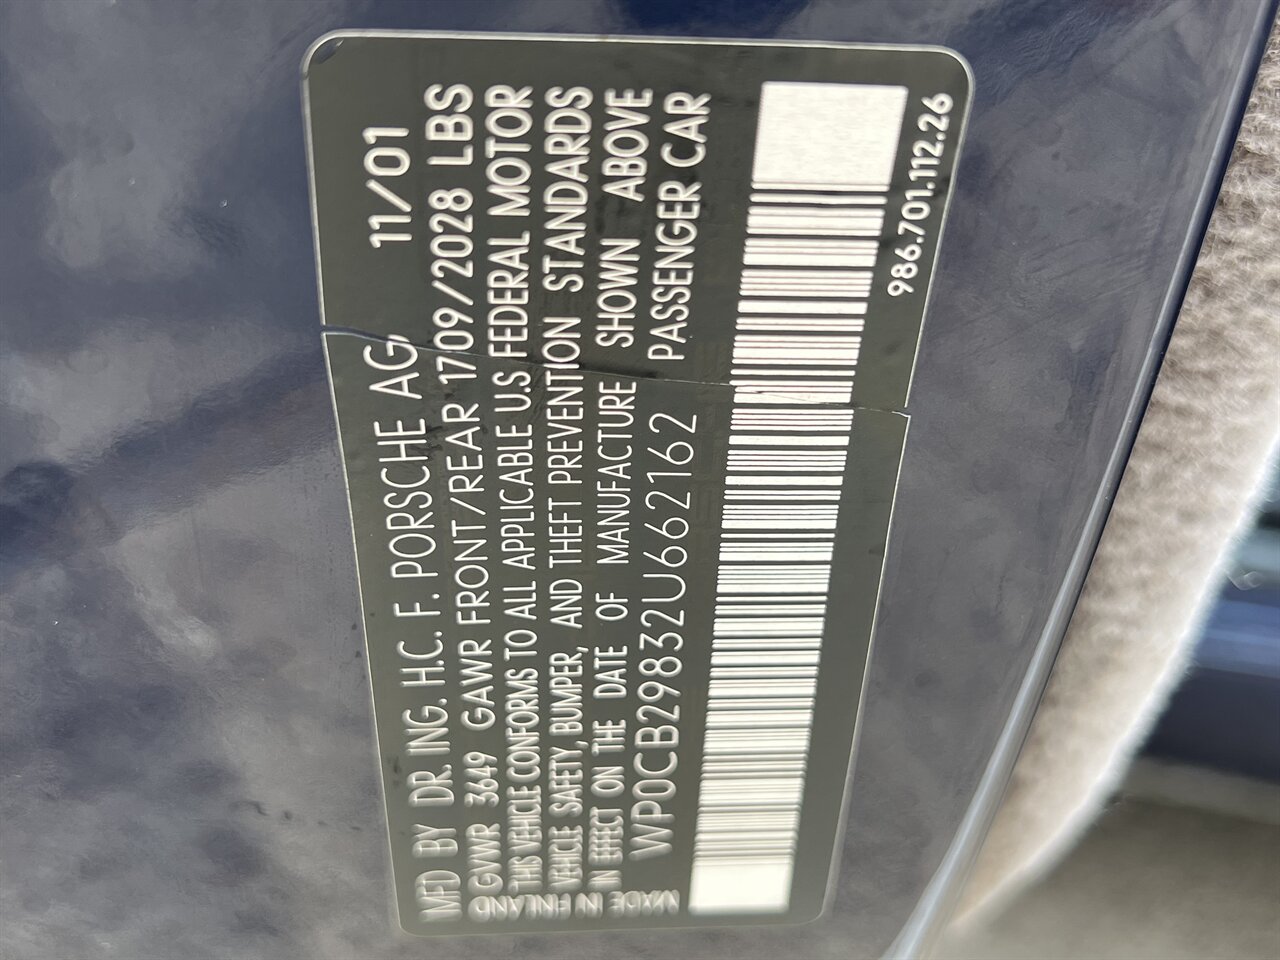 MFD BY DR. ING. H.C. F. PORSCHE AG, 11/01
GVWR 3649 GAWR FRONT/REAR 1709/2028 LBS
THIS VEHICLE CONFORMS TO ALL APPLICABLE U.S FEDERAL MOTOR
VEHICLE SAFETY, BUMPER, AND THEFT PREVENTION STANDARDS
IN EFFECT ON THE DATE OF MANUFACTURE SHOWN ABOVE
WP0CB29832U662162 PASSENGER CAR
986.701.112.26
MADE IN FINLAND